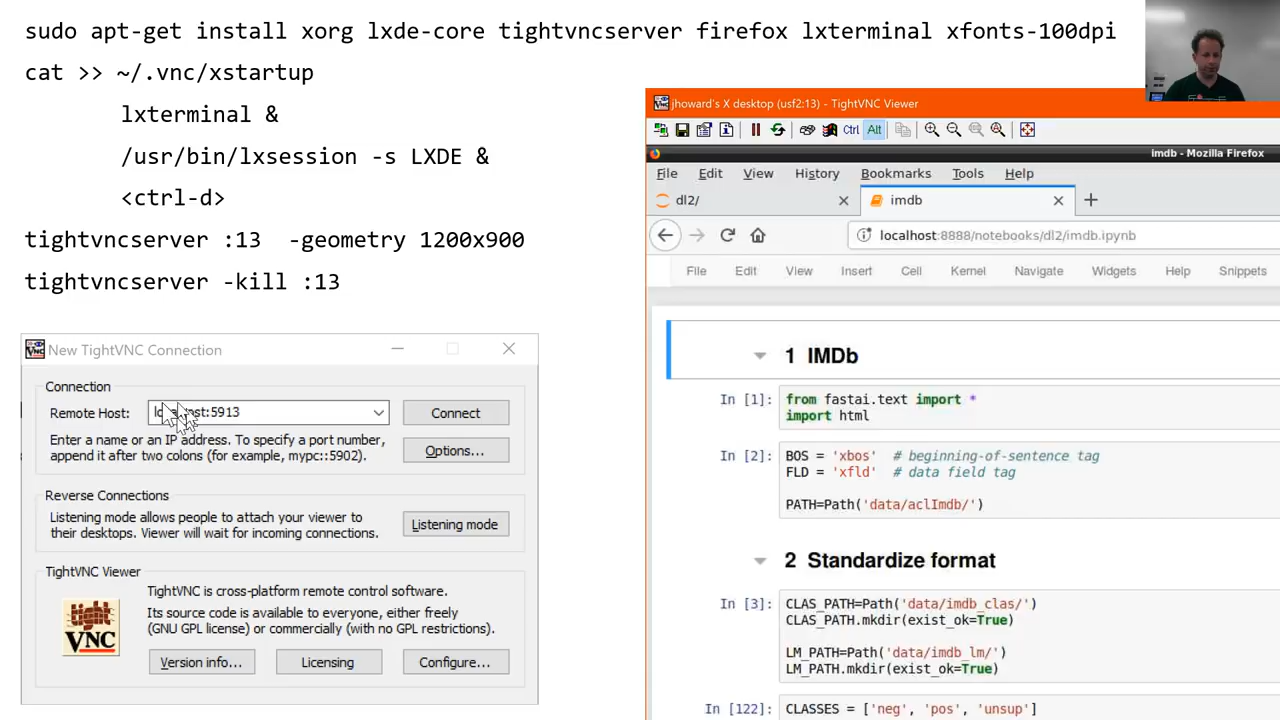 sudo apt-get install xorg lxde-core tightvncserver firefox lxterminal xfonts-100dpi
cat >> ~/.vnc/xstartup
lxterminal &
/usr/bin/lxsession -s LXDE &
<ctrl-d>
tightvncserver :13  -geometry 1200x900
tightvncserver -kill :13
New TightVNC Connection
Connection
Remote Host:
Connect
Enter a name or an IP address. To specify a port number,
append it after two colons (for example, mypc::5902).
Options...
Reverse Connections
Listening mode allows people to attach your viewer to
their desktops. Viewer will wait for incoming connections.
Listening mode
TightVNC Viewer
tight VNC
TightVNC is cross-platform remote control software.
Its source code is available to everyone, either freely
(GNU GPL license) or commercially (with no GPL restrictions).
Version info...
Licensing
Configure...
jhoward's X desktop (usf2:13) - TightVNC Viewer
Ctrl Alt
imdb - Mozilla Firefox
File Edit View History Bookmarks Tools Help
dl2/
imdb
localhost:8888/notebooks/dl2/imdb.ipynb
File Edit View Insert Cell Kernel Navigate Widgets Help Snippets
1 IMDb
In [1]: from fastai.text import *
import html
In [2]: BOS = 'xbos'  # beginning-of-sentence tag
FLD = 'xfld'  # data field tag
PATH=Path('data/aclImdb/')
2 Standardize format
In [3]: CLAS_PATH=Path('data/imdb_clas/')
CLAS_PATH.mkdir(exist_ok=True)
LM_PATH=Path('data/imdb_lm/')
LM_PATH.mkdir(exist_ok=True)
In [122]: CLASSES = ['neg', 'pos', 'unsup']